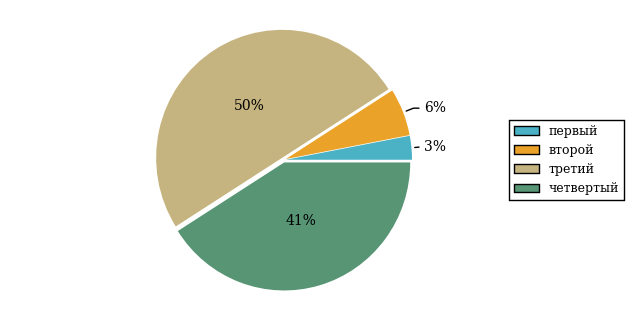 50%
6%
3%
41%
первый
второй
третий
четвертый